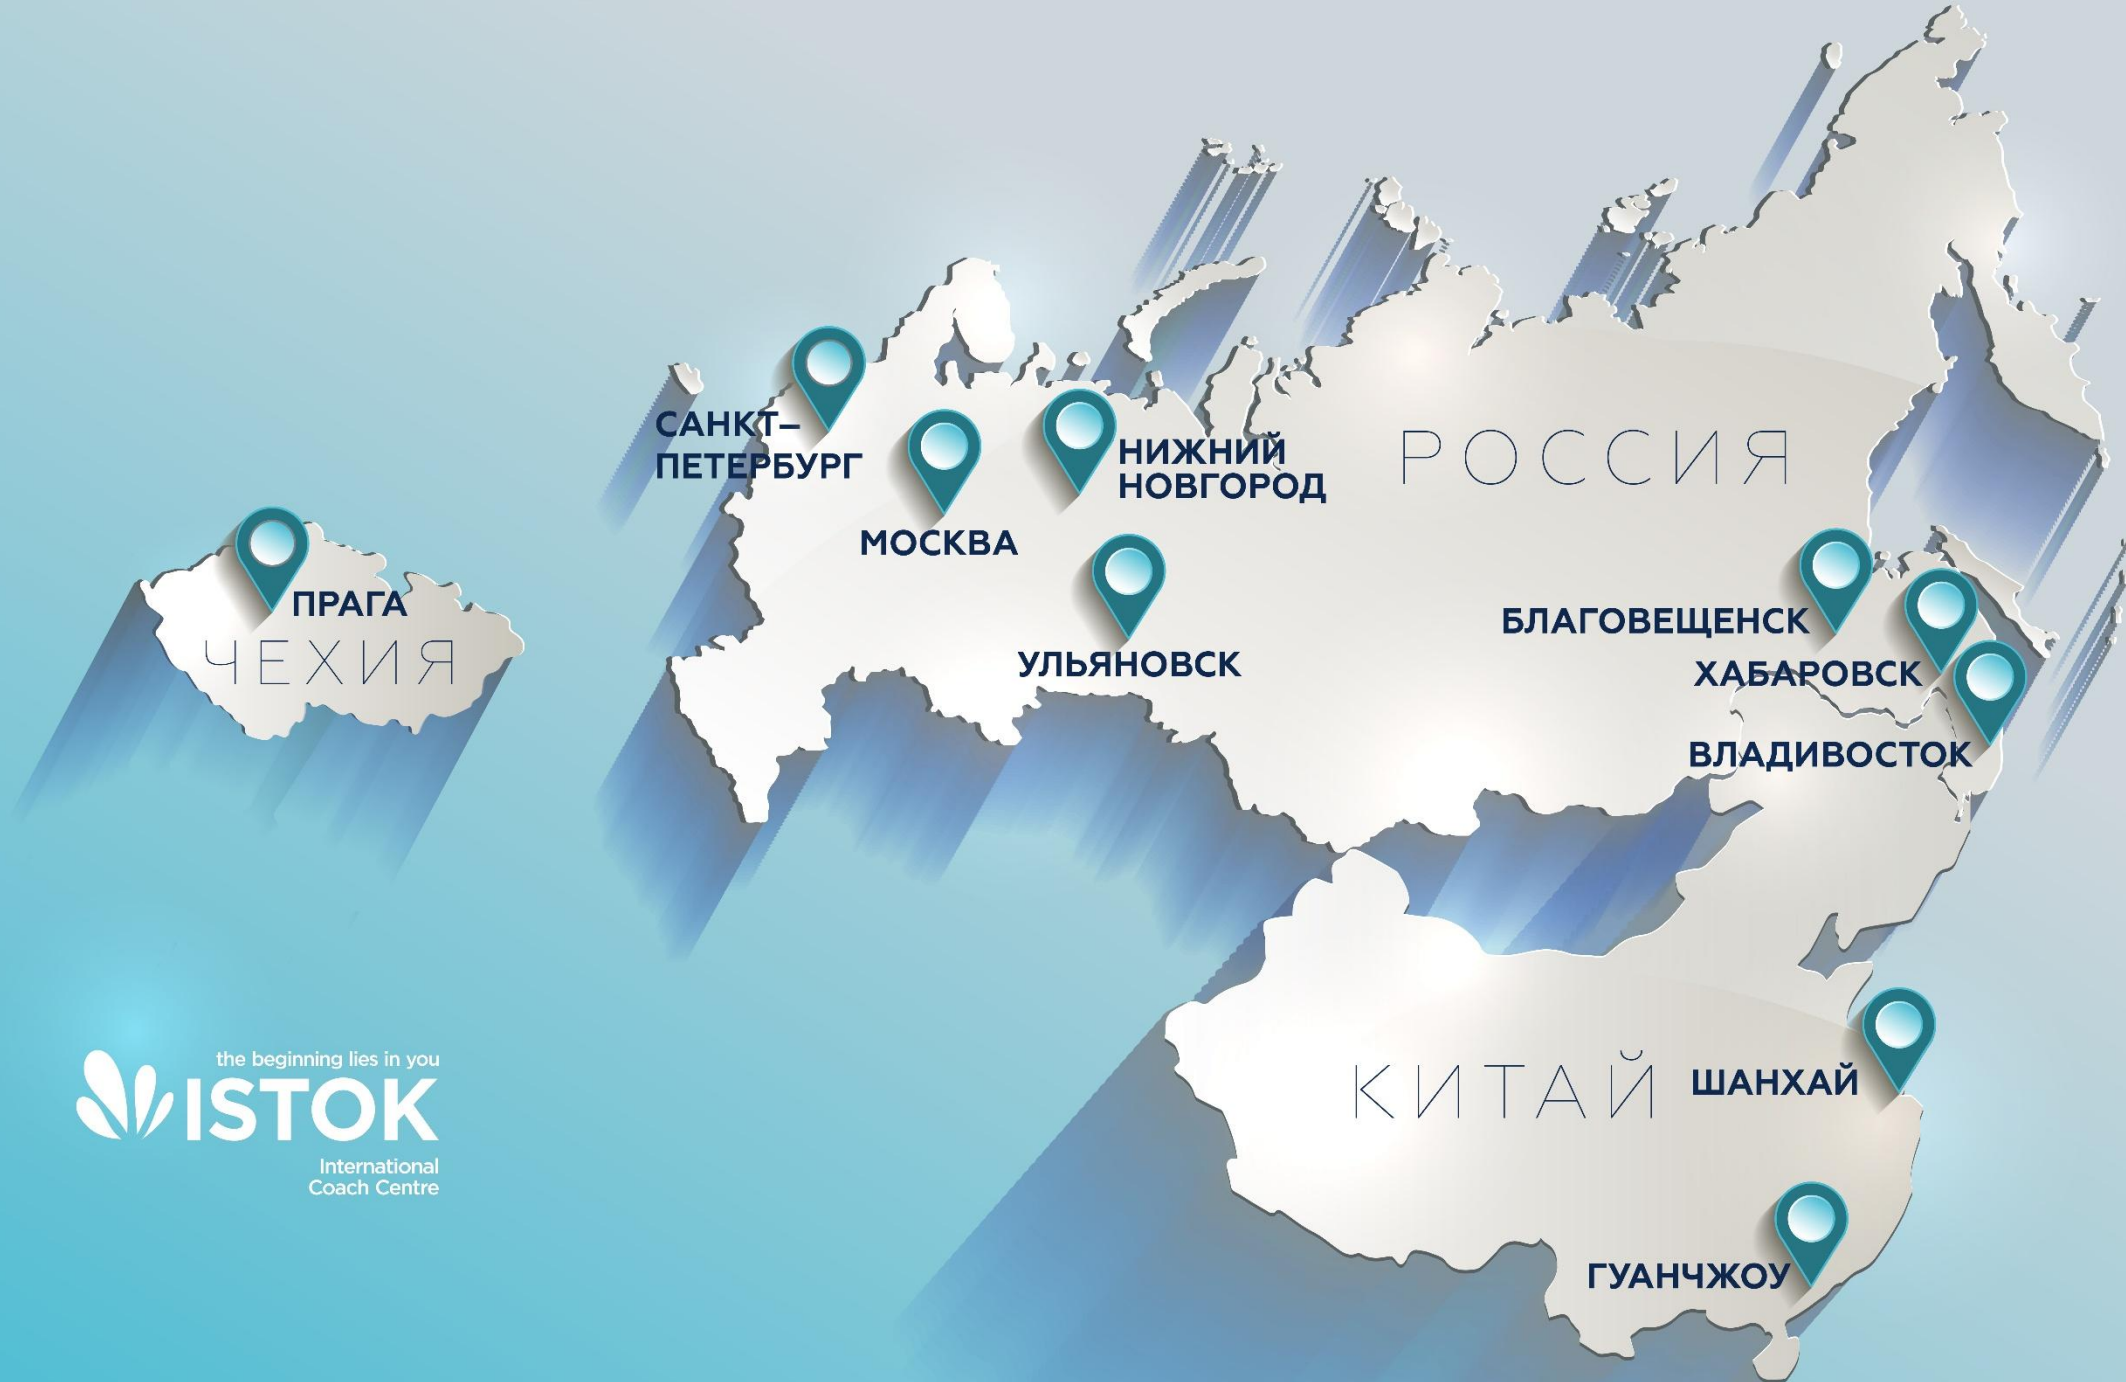 САНКТ–
ПЕТЕРБУРГ
НИЖНИЙ
НОВГОРОД
РОССИЯ
МОСКВА
ПРАГА
ЧЕХИЯ
УЛЬЯНОВСК
БЛАГОВЕЩЕНСК
ХАБАРОВСК
ВЛАДИВОСТОК
the beginning lies in you
ISTOK
International
Coach Centre
КИТАЙ
ШАНХАЙ
ГУАНЧЖОУ